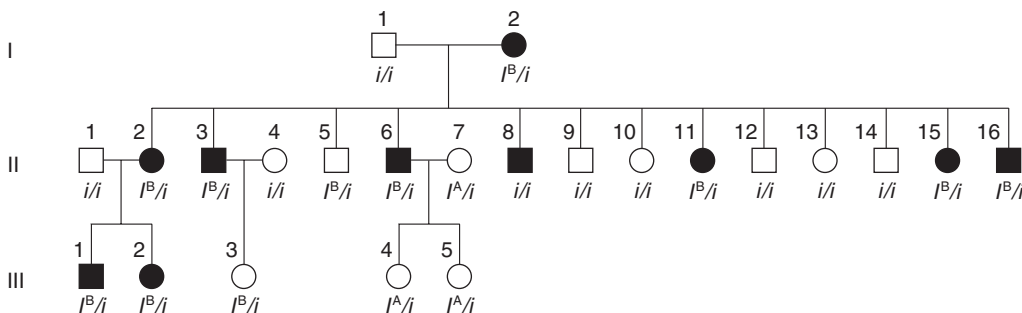 1 2
I
i/i I^B/i
1 2 3 4 5 6 7 8 9 10 11 12 13 14 15 16
II
i/i I^B/i I^B/i i/i I^B/i I^B/i I^A/i i/i i/i i/i I^B/i i/i i/i i/i I^B/i I^B/i
1 2 3 4 5
III
I^B/i I^B/i I^B/i I^A/i I^A/i